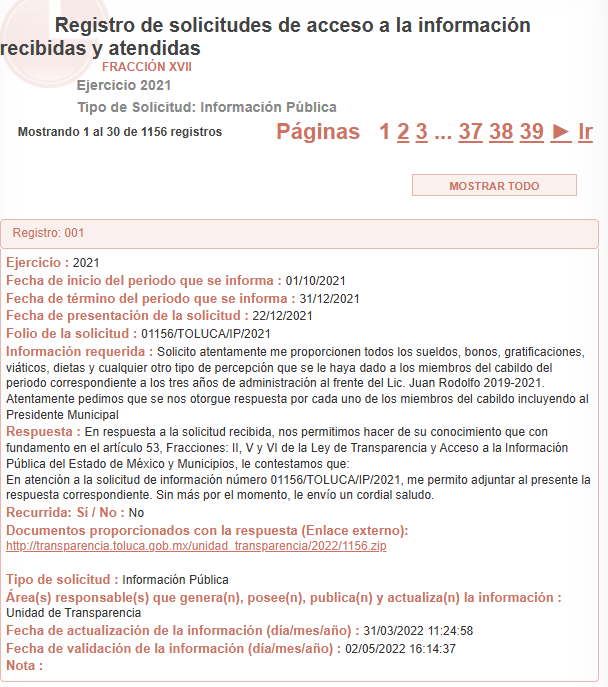 Registro de solicitudes de acceso a la información
recibidas y atendidas
FRACCIÓN XVII
Ejercicio 2021
Tipo de Solicitud: Información Pública
Mostrando 1 al 30 de 1156 registros
Páginas 1 2 3 ... 37 38 39 ► Ir
MOSTRAR TODO
Registro: 001
Ejercicio : 2021
Fecha de inicio del periodo que se informa : 01/10/2021
Fecha de término del periodo que se informa : 31/12/2021
Fecha de presentación de la solicitud : 22/12/2021
Folio de la solicitud : 01156/TOLUCA/IP/2021
Información requerida : Solicito atentamente me proporcionen todos los sueldos, bonos, gratificaciones,
viáticos, dietas y cualquier otro tipo de percepción que se le haya dado a los miembros del cabildo del
periodo correspondiente a los tres años de administración al frente del Lic. Juan Rodolfo 2019-2021.
Atentamente pedimos que se nos otorgue respuesta por cada uno de los miembros del cabildo incluyendo al
Presidente Municipal
Respuesta : En respuesta a la solicitud recibida, nos permitimos hacer de su conocimiento que con
fundamento en el artículo 53, Fracciones: II, V y VI de la Ley de Transparencia y Acceso a la Información
Pública del Estado de México y Municipios, le contestamos que:
En atención a la solicitud de información número 01156/TOLUCA/IP/2021, me permito adjuntar al presente la
respuesta correspondiente. Sin más por el momento, le envío un cordial saludo.
Recurrida: Sí / No : No
Documentos proporcionados con la respuesta (Enlace externo):
http://transparencia.toluca.gob.mx/unidad_transparencia/2022/1156.zip
Tipo de solicitud : Información Pública
Área(s) responsable(s) que genera(n), posee(n), publica(n) y actualiza(n) la información :
Unidad de Transparencia
Fecha de actualización de la información (día/mes/año) : 31/03/2022 11:24:58
Fecha de validación de la información (día/mes/año) : 02/05/2022 16:14:37
Nota :